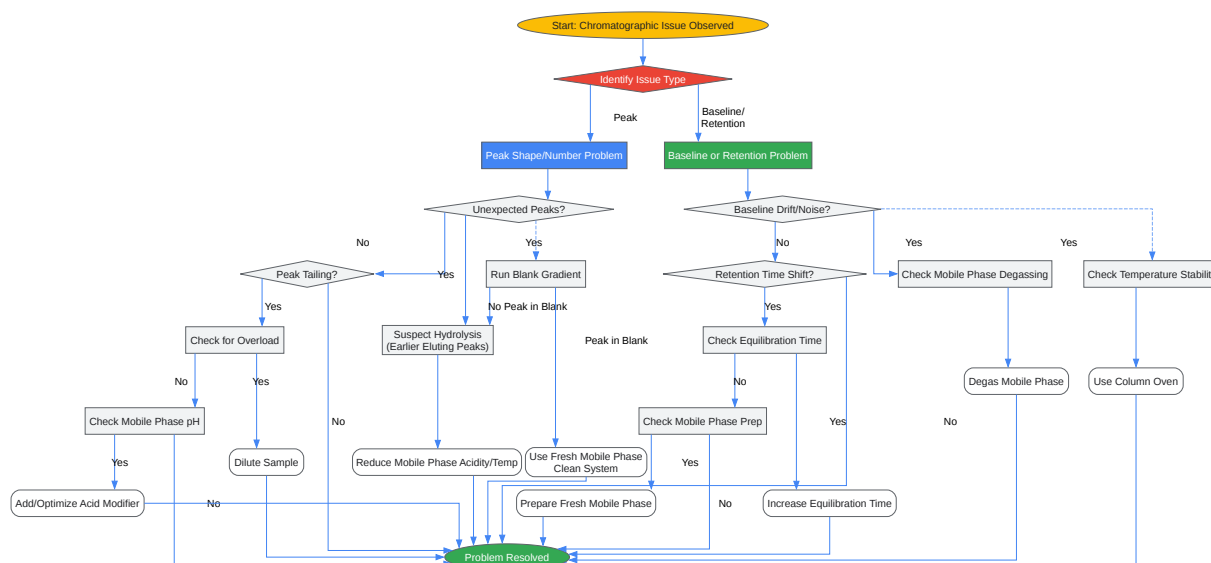 Start: Chromatographic Issue Observed
Identify Issue Type
Peak
Baseline/
Retention
Peak Shape/Number Problem
Baseline or Retention Problem
Unexpected Peaks?
Baseline Drift/Noise?
No
Yes
No
Yes
Yes
Peak Tailing?
Yes
Run Blank Gradient
Retention Time Shift?
Check Mobile Phase Degassing
Check Temperature Stabilit
Yes
No Peak in Blank
Yes
Check for Overload
Suspect Hydrolysis
(Earlier Eluting Peaks)
Peak in Blank
Check Equilibration Time
No
Yes
No
Degas Mobile Phase
Use Column Oven
Check Mobile Phase pH
No
Check Mobile Phase Prep
Yes
No
Yes
Dilute Sample
Reduce Mobile Phase Acidity/Temp
Use Fresh Mobile Phase
Clean System
Yes
Add/Optimize Acid Modifier
No
Prepare Fresh Mobile Phase
No
Increase Equilibration Time
Problem Resolved